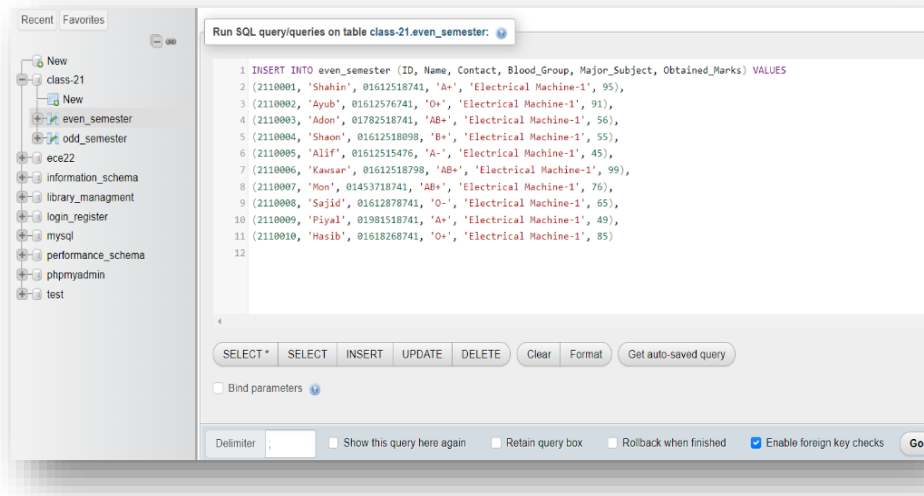 Recent Favorites
New
class-21
New
even_semester
odd_semester
ece22
information_schema
library_managment
login_register
mysql
performance_schema
phpmyadmin
test
Run SQL query/queries on table class-21.even_semester:
1 INSERT INTO even_semester (ID, Name, Contact, Blood_Group, Major_Subject, Obtained_Marks) VALUES
2 (2110001, 'Shahin', 01612518741, 'A+', 'Electrical Machine-1', 95),
3 (2110002, 'Ayub', 01612576741, 'O+', 'Electrical Machine-1', 91),
4 (2110003, 'Adon', 01782518741, 'AB+', 'Electrical Machine-1', 56),
5 (2110004, 'Shaon', 01612518098, 'B+', 'Electrical Machine-1', 55),
6 (2110005, 'Alif', 01612515476, 'A-', 'Electrical Machine-1', 45),
7 (2110006, 'Kawsar', 01612518798, 'AB+', 'Electrical Machine-1', 99),
8 (2110007, 'Mon', 01453718741, 'AB+', 'Electrical Machine-1', 76),
9 (2110008, 'Sajid', 01612878741, 'O-', 'Electrical Machine-1', 65),
10 (2110009, 'Piyal', 01981518741, 'A+', 'Electrical Machine-1', 49),
11 (2110010, 'Hasib', 01618268741, 'O+', 'Electrical Machine-1', 85)
12
SELECT * SELECT INSERT UPDATE DELETE Clear Format Get auto-saved query
Bind parameters
Delimiter ; Show this query here again Retain query box Rollback when finished Enable foreign key checks Go